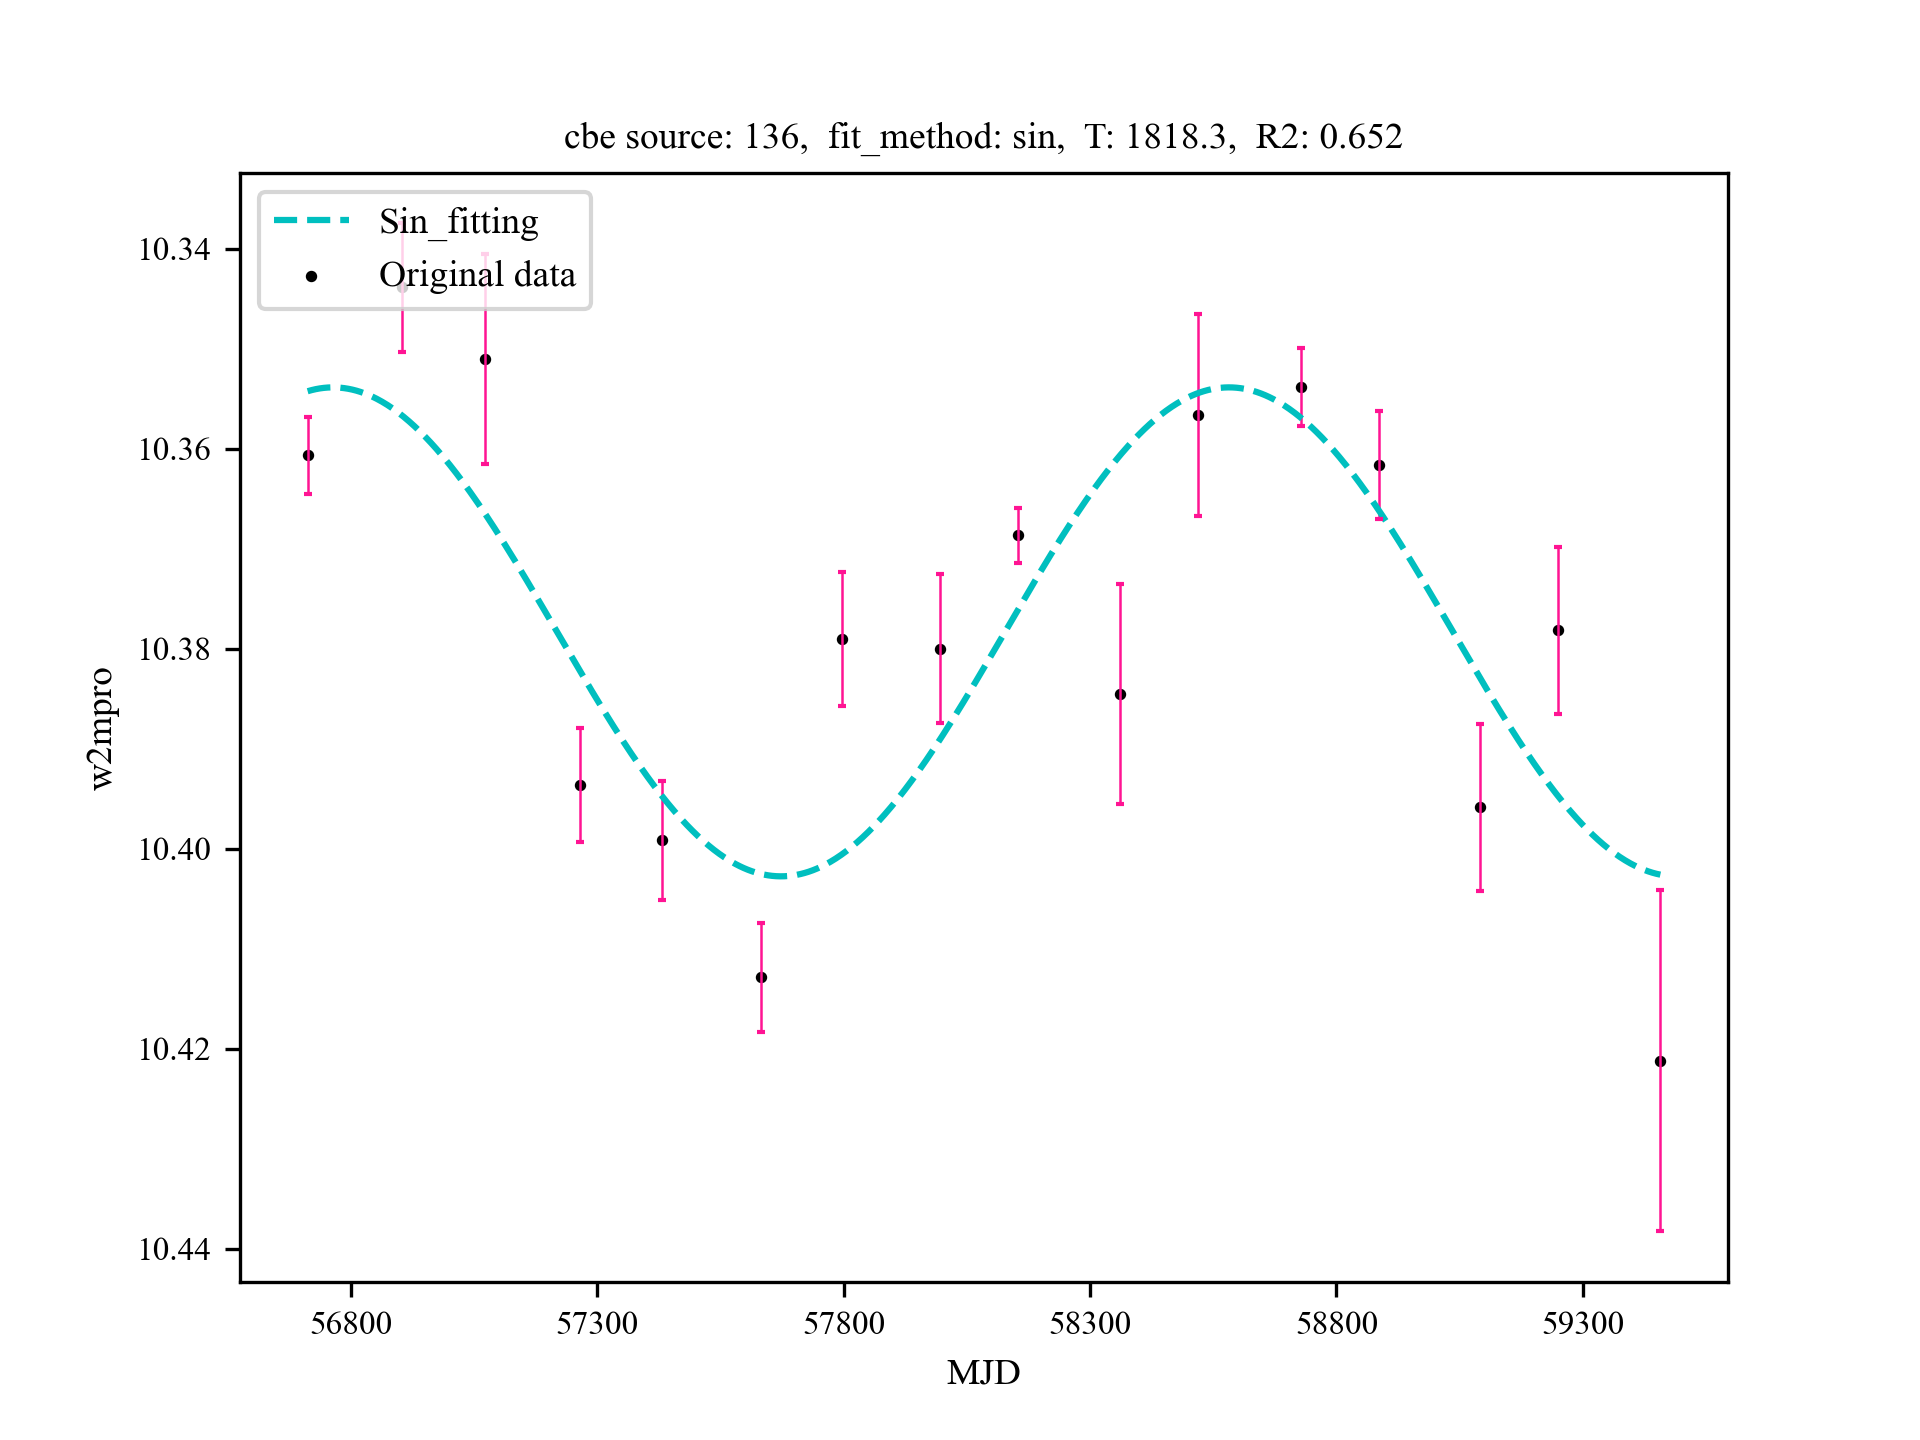 cbe source: 136,  fit_method: sin,  T: 1818.3,  R2: 0.652
Sin_fitting
Original data
10.34
10.36
10.38
10.40
10.42
10.44
w2mpro
56800
57300
57800
58300
58800
59300
MJD